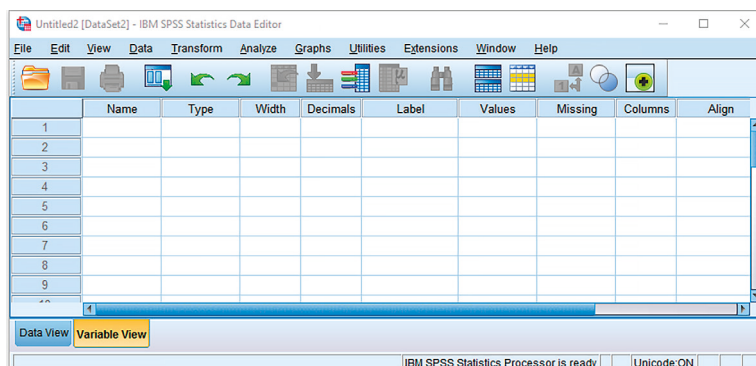 Untitled2 [DataSet2] - IBM SPSS Statistics Data Editor
File Edit View Data Transform Analyze Graphs Utilities Extensions Window Help
Name Type Width Decimals Label Values Missing Columns Align
1
2
3
4
5
6
7
8
9
Data View Variable View
IBM SPSS Statistics Processor is ready Unicode:ON